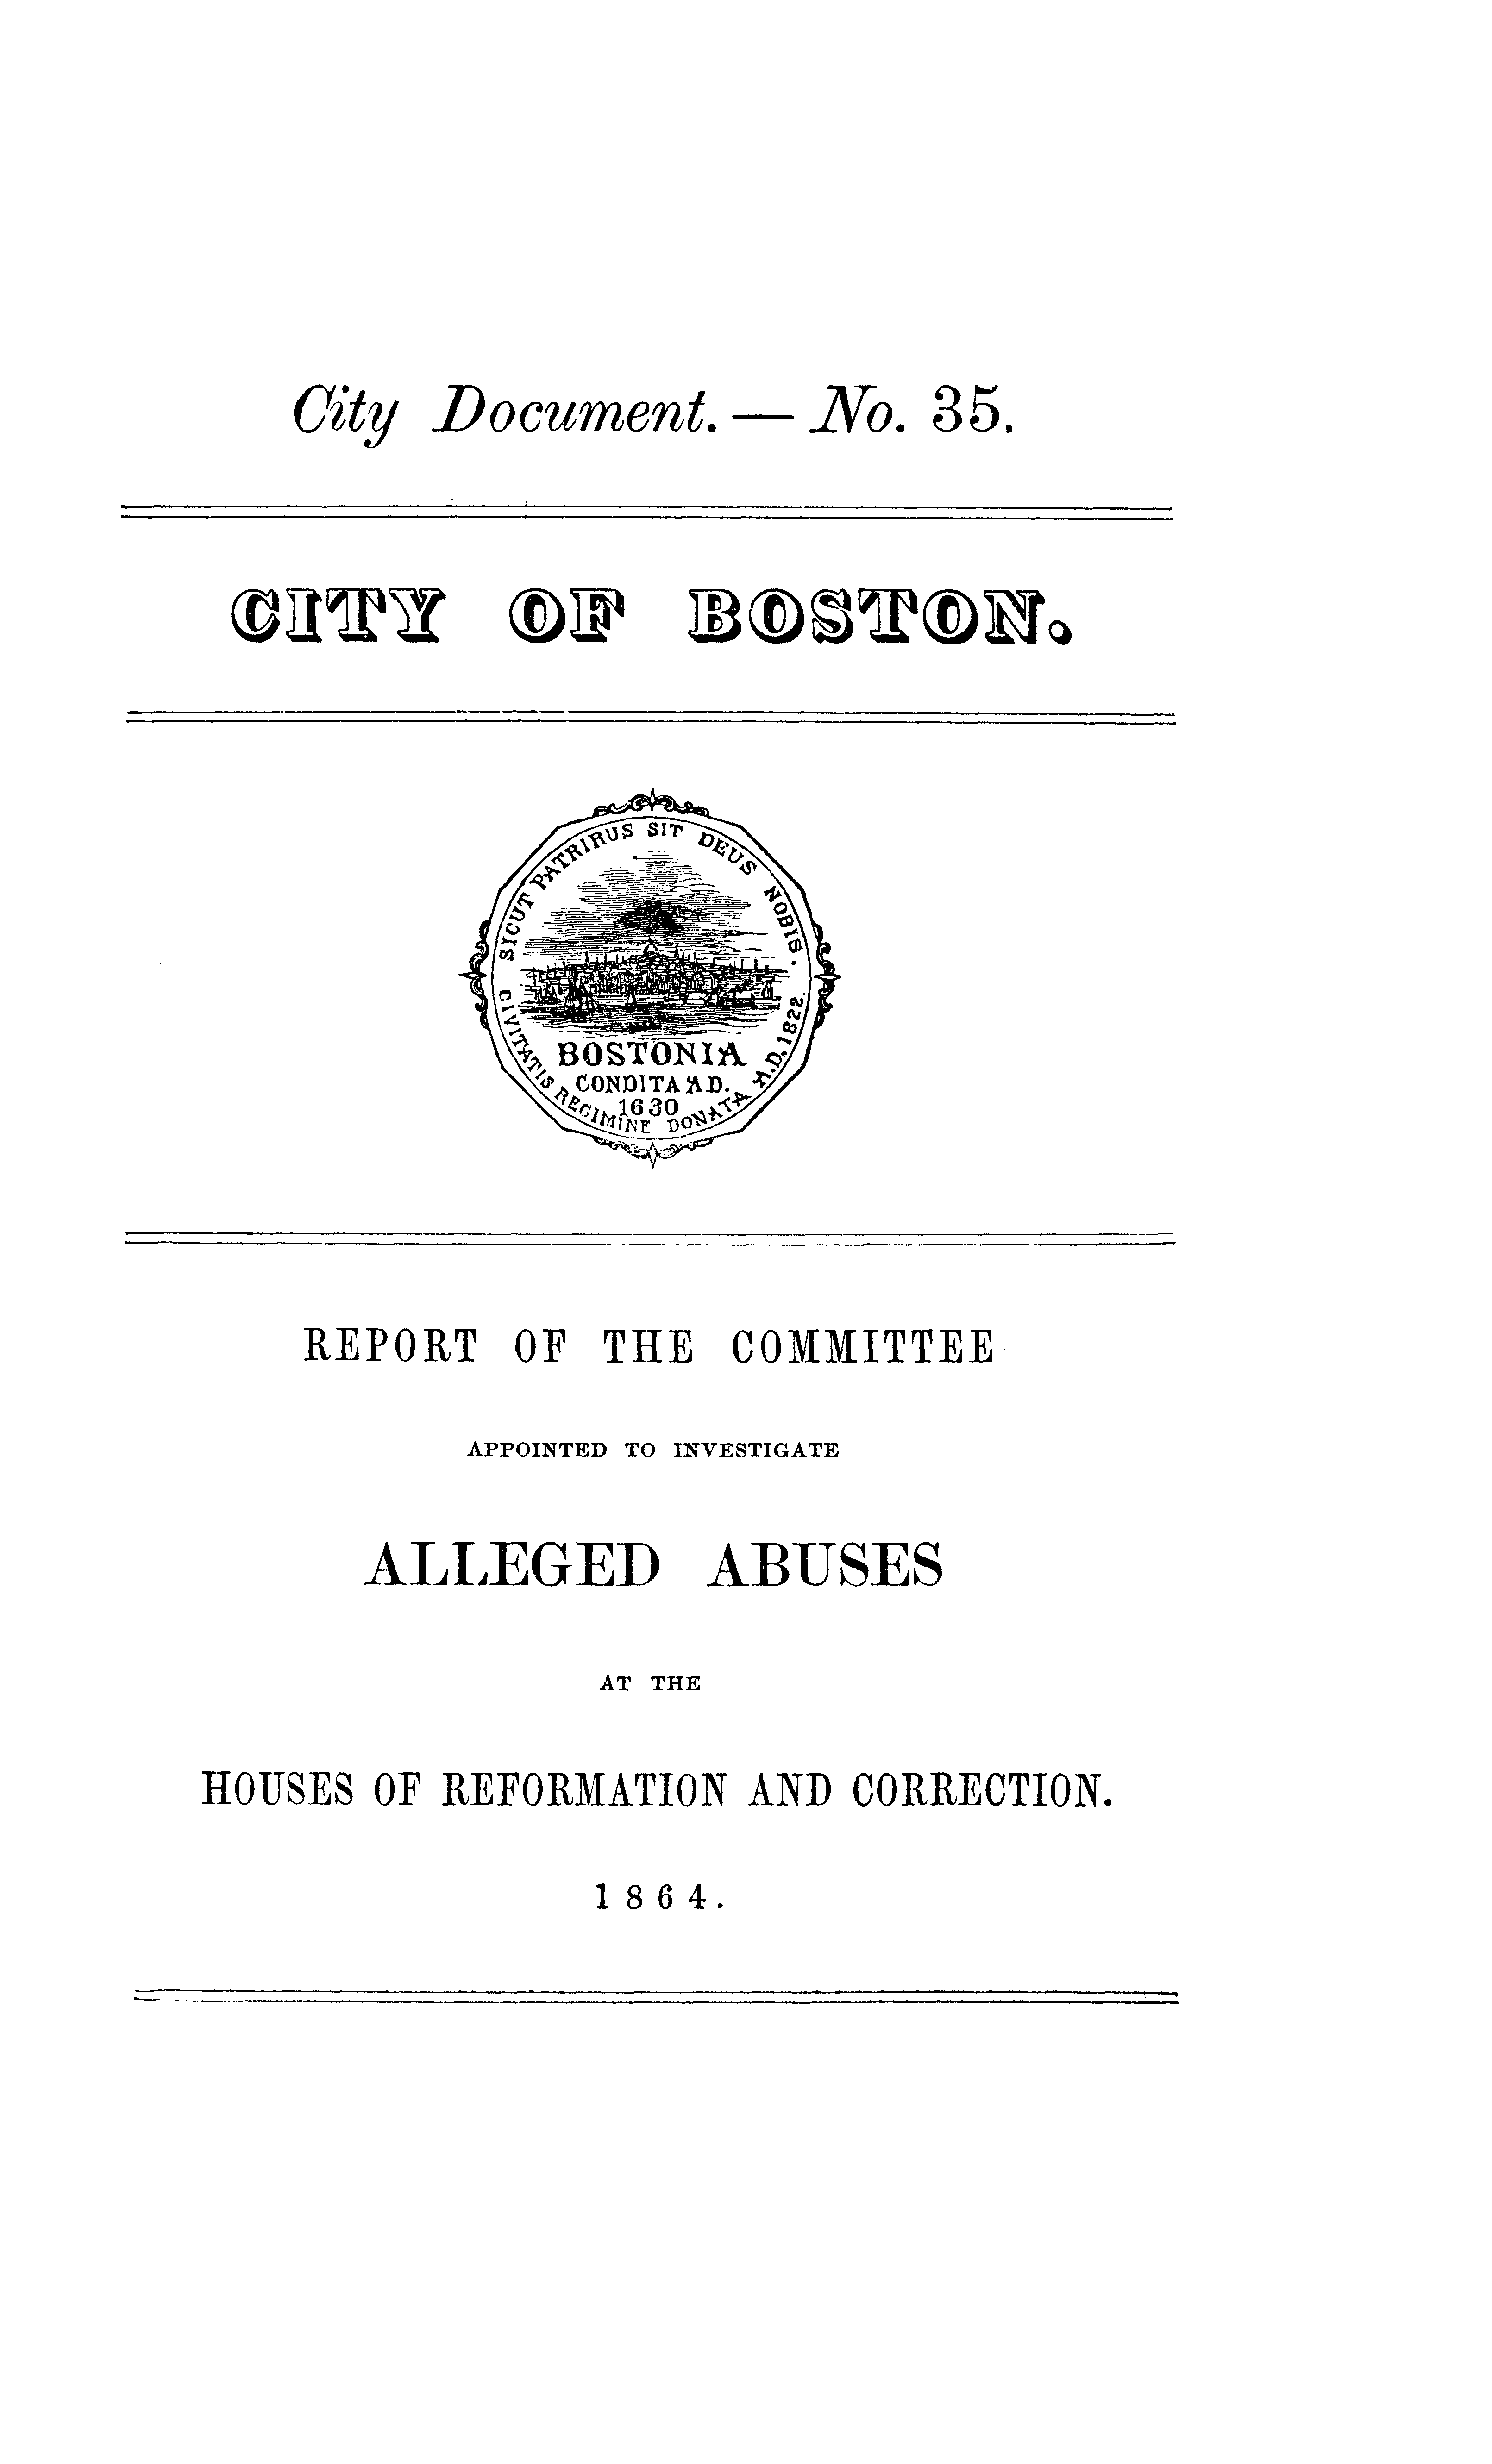 City Document. — No. 35.
CITY OF BOSTON.
SICUT PATRIRUS SIT DEUS NOBIS.
BOSTONIA
CONDITA A.D.
1630
CIVITATIS REGIMINE DONATA A.D. 1822.
REPORT OF THE COMMITTEE
APPOINTED TO INVESTIGATE
ALLEGED ABUSES
AT THE
HOUSES OF REFORMATION AND CORRECTION.
1864.